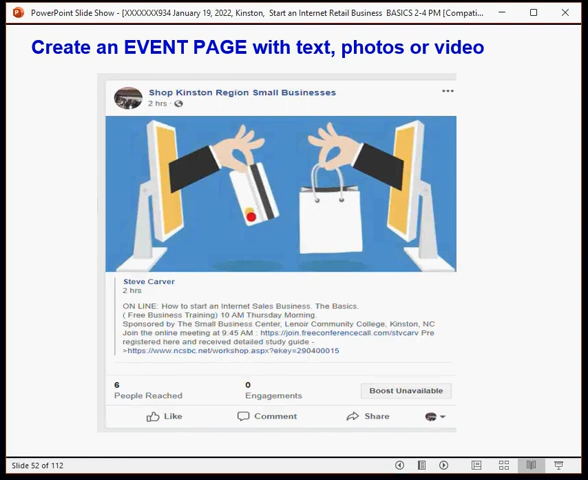 PowerPoint Slide Show - [XXXXXXX934 January 19, 2022, Kinston, Start an Internet Retail Business BASICS 2-4 PM [Compati...
Create an EVENT PAGE with text, photos or video
Shop Kinston Region Small Businesses
2 hrs ·
Steve Carver
2 hrs
ON LINE: How to start an Internet Sales Business. The Basics.
( Free Business Training) 10 AM Thursday Morning.
Sponsored by The Small Business Center, Lenoir Community College, Kinston, NC
Join the online meeting at 9:45 AM : https://join.freeconferencecall.com/stvcarv Pre
registered here and received detailed study guide -
>https://www.ncsbc.net/workshop.aspx?ekey=290400015
6
People Reached
0
Engagements
Boost Unavailable
Like
Comment
Share
Slide 52 of 112